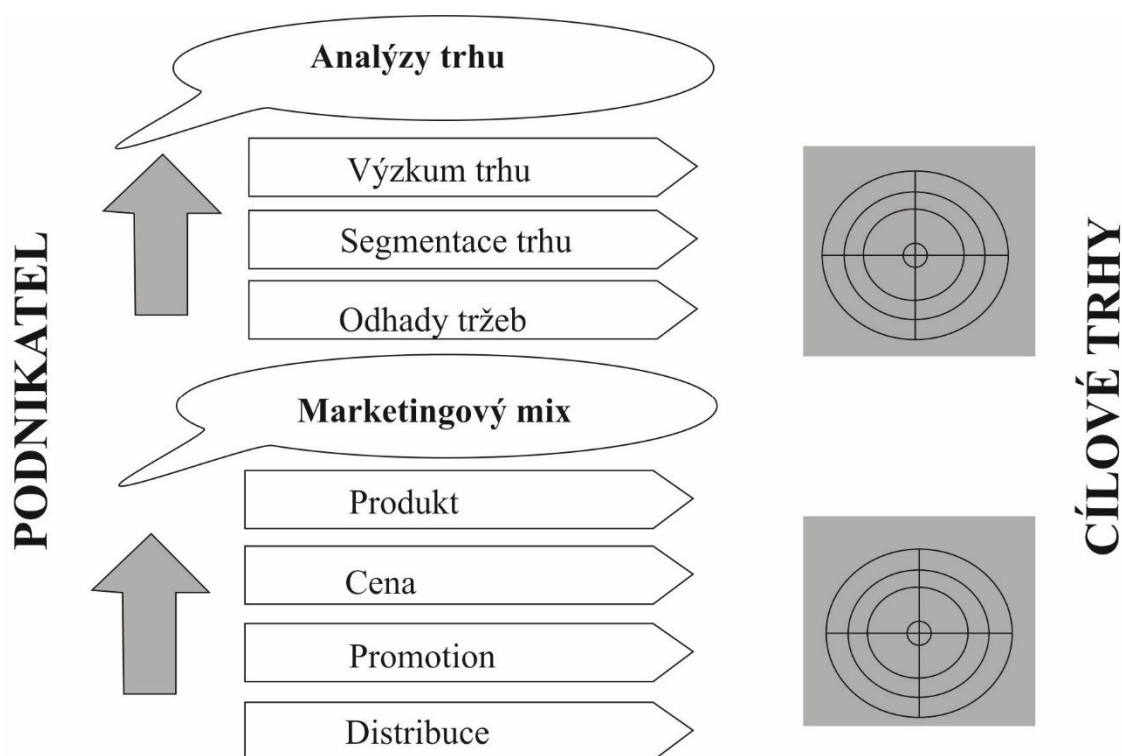 Analýzy trhu
Výzkum trhu
Segmentace trhu
Odhady tržeb
PODNIKATEL
Marketingový mix
Produkt
Cena
Promotion
Distribuce
CÍLOVÉ TRHY